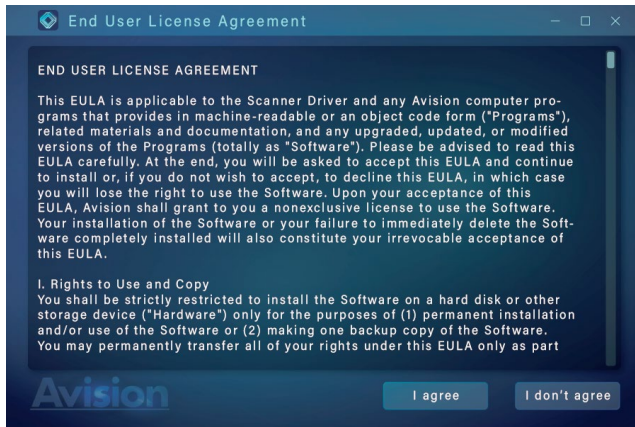 End User License Agreement
END USER LICENSE AGREEMENT
This EULA is applicable to the Scanner Driver and any Avision computer pro-
grams that provides in machine-readable or an object code form ("Programs"),
related materials and documentation, and any upgraded, updated, or modified
versions of the Programs (totally as "Software"). Please be advised to read this
EULA carefully. At the end, you will be asked to accept this EULA and continue
to install or, if you do not wish to accept, to decline this EULA, in which case
you will lose the right to use the Software. Upon your acceptance of this
EULA, Avision shall grant to you a nonexclusive license to use the Software.
Your installation of the Software or your failure to immediately delete the Soft-
ware completely installed will also constitute your irrevocable acceptance of
this EULA.
I. Rights to Use and Copy
You shall be strictly restricted to install the Software on a hard disk or other
storage device ("Hardware") only for the purposes of (1) permanent installation
and/or use of the Software or (2) making one backup copy of the Software.
You may permanently transfer all of your rights under this EULA only as part
Avision
I agree
I don't agree